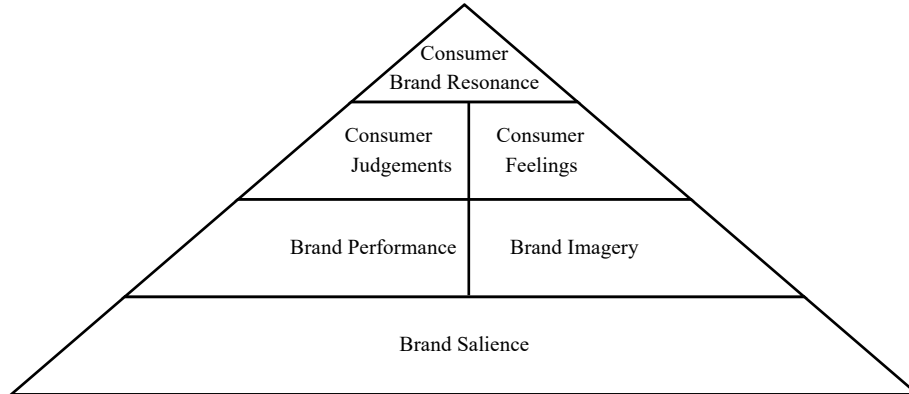 Consumer
Brand Resonance
Consumer
Judgements
Consumer
Feelings
Brand Performance
Brand Imagery
Brand Salience